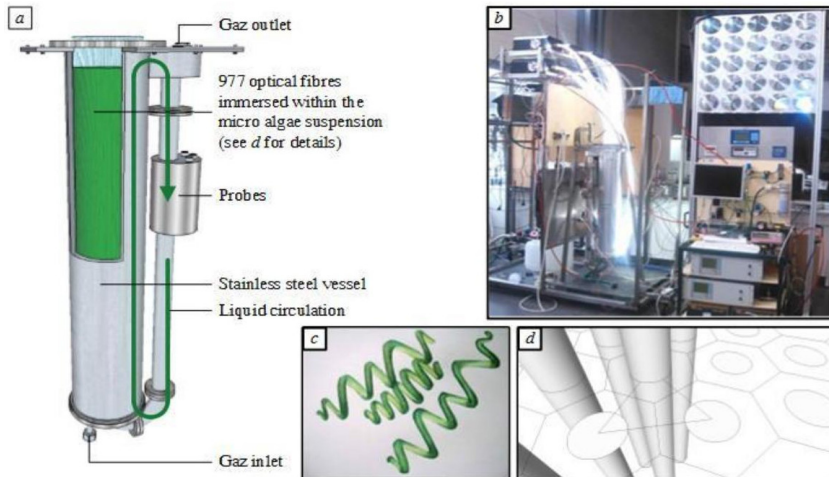 a
Gaz outlet
977 optical fibres
immersed within the
micro algae suspension
(see d for details)
Probes
Stainless steel vessel
Liquid circulation
Gaz inlet
b
c
d